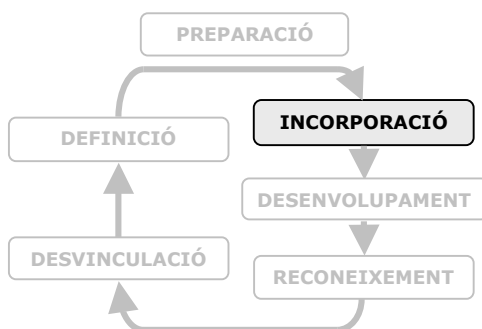 PREPARACIÓ
INCORPORACIÓ
DEFINICIÓ
DESENVOLUPAMENT
DESVINCULACIÓ
RECONEIXEMENT